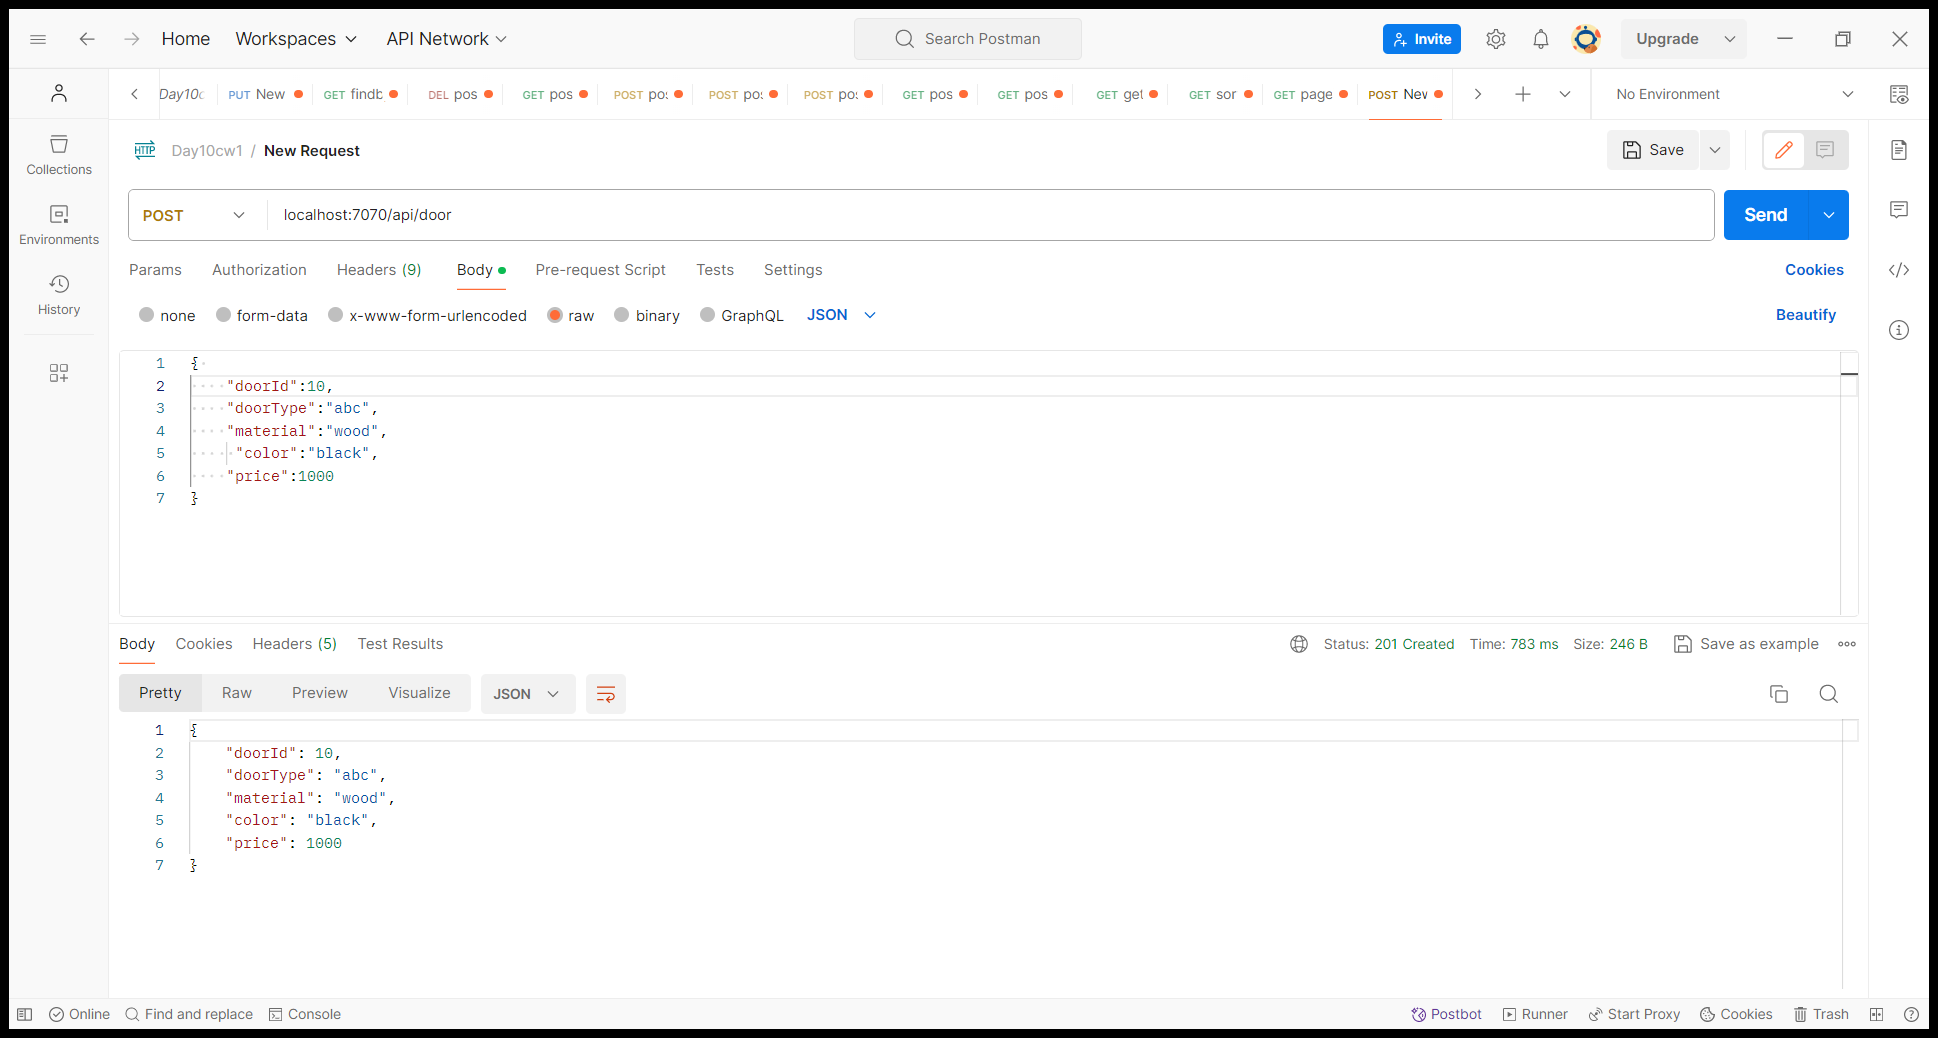 Home Workspaces API Network Search Postman Invite Upgrade
Day10c PUT New GET findb DEL pos GET pos POST pos POST pos POST pos GET pos GET pos GET get GET sor GET page POST New No Environment
HTTP Day10cw1 / New Request Save
Collections
POST localhost:7070/api/door Send
Environments
Params Authorization Headers (9) Body Pre-request Script Tests Settings Cookies
History
none form-data x-www-form-urlencoded raw binary GraphQL JSON Beautify
1 {
2 "doorId":10,
3 "doorType":"abc",
4 "material":"wood",
5 "color":"black",
6 "price":1000
7 }
Body Cookies Headers (5) Test Results Status: 201 Created Time: 783 ms Size: 246 B Save as example
Pretty Raw Preview Visualize JSON
1 {
2 "doorId": 10,
3 "doorType": "abc",
4 "material": "wood",
5 "color": "black",
6 "price": 1000
7 }
Online Find and replace Console Postbot Runner Start Proxy Cookies Trash